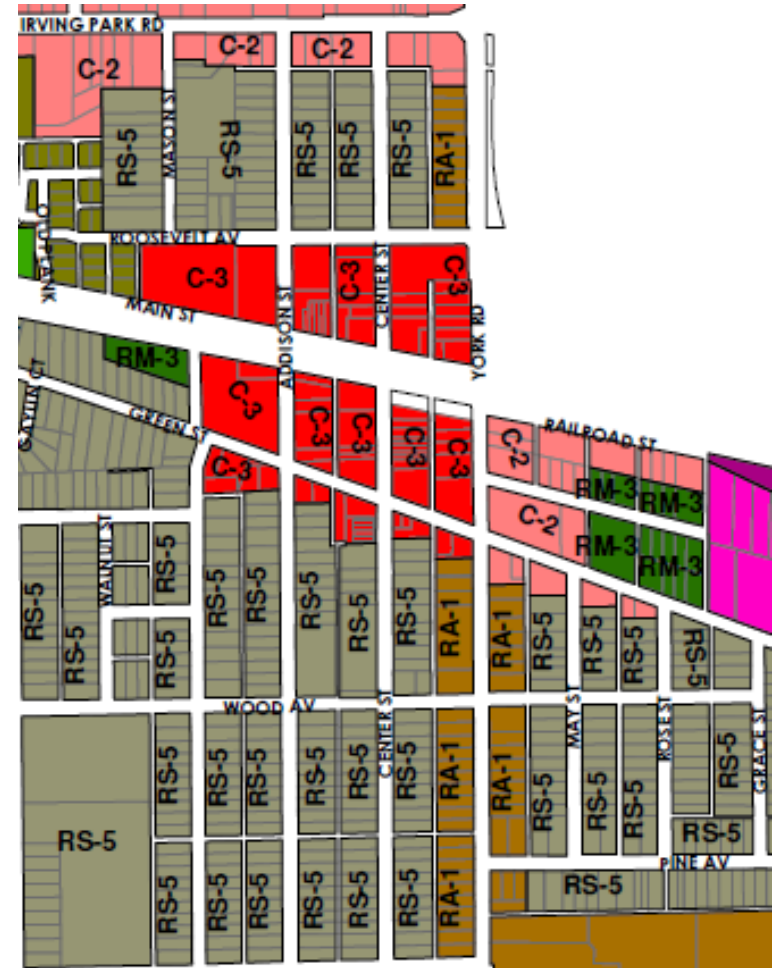 IRVING PARK RD
C-2
C-2
C-2
MASON ST
RS-5
RS-5
RS-5
RS-5
RS-5
RA-1
ROOSEVELT AV
MAIN ST
C-3
ADDISON ST
C-3
CENTER ST
C-3
YORK RD
RM-3
GAYLIN CT
GREEN ST
C-3
C-3
C-3
C-3
C-3
C-3
C-2
RAILROAD ST
RM-3
RM-3
C-2
RM-3
RM-3
WALNUT ST
RS-5
RS-5
RS-5
RS-5
RS-5
RS-5
RS-5
RS-5
RS-5
RA-1
RA-1
RS-5
RS-5
RS-5
RS-5
WOOD AV
CENTER ST
MAY ST
ROSE ST
GRACE ST
RS-5
RS-5
RS-5
RS-5
RS-5
RS-5
RA-1
RA-1
RS-5
RS-5
RS-5
RS-5
RS-5
PINE AV
RS-5
RS-5
RS-5
RS-5
RS-5
RS-5
RS-5
RA-1
RS-5